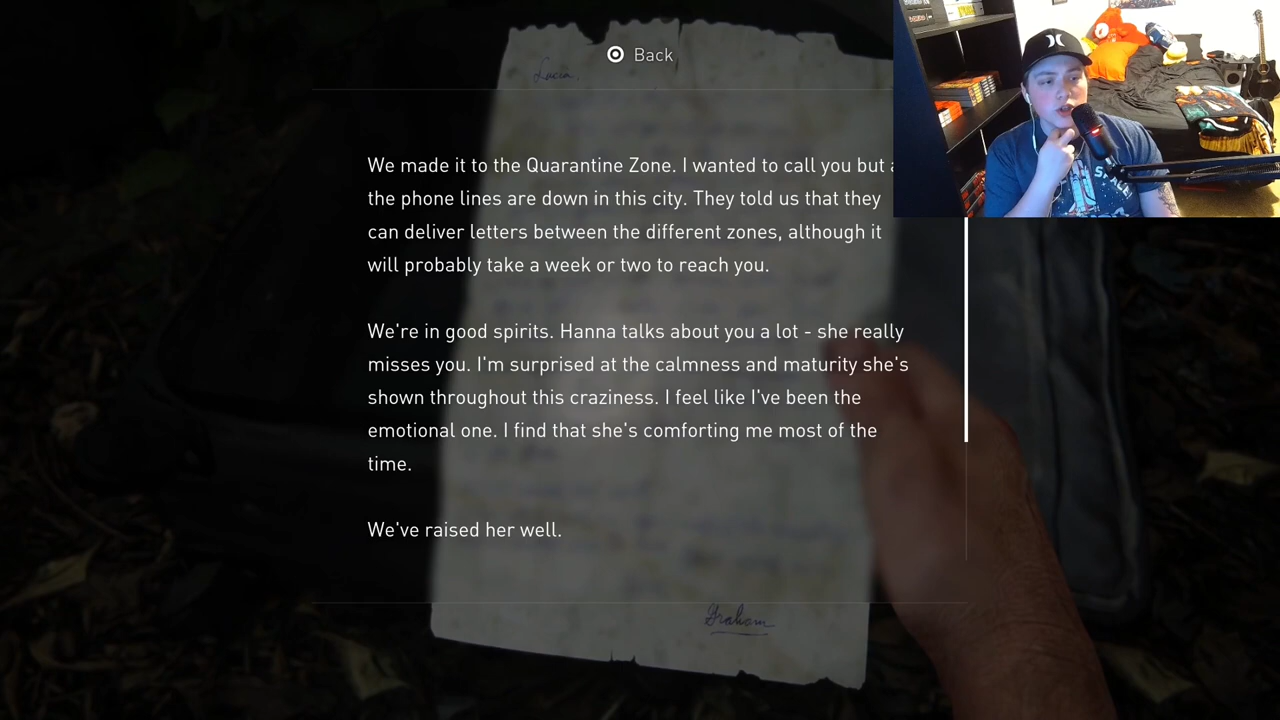 Back
Lucia,
We made it to the Quarantine Zone. I wanted to call you but
the phone lines are down in this city. They told us that they
can deliver letters between the different zones, although it
will probably take a week or two to reach you.
We're in good spirits. Hanna talks about you a lot - she really
misses you. I'm surprised at the calmness and maturity she's
shown throughout this craziness. I feel like I've been the
emotional one. I find that she's comforting me most of the
time.
We've raised her well.
Graham
SPACE